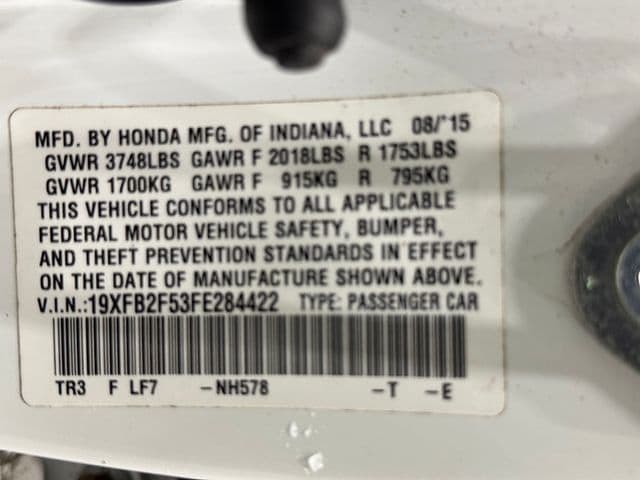 MFD. BY HONDA MFG. OF INDIANA, LLC 08/'15
GVWR 3748LBS GAWR F 2018LBS R 1753LBS
GVWR 1700KG GAWR F 915KG R 795KG
THIS VEHICLE CONFORMS TO ALL APPLICABLE
FEDERAL MOTOR VEHICLE SAFETY, BUMPER,
AND THEFT PREVENTION STANDARDS IN EFFECT
ON THE DATE OF MANUFACTURE SHOWN ABOVE.
V.I.N.:19XFB2F53FE284422 TYPE: PASSENGER CAR
TR3 F LF7 -NH578 -T -E